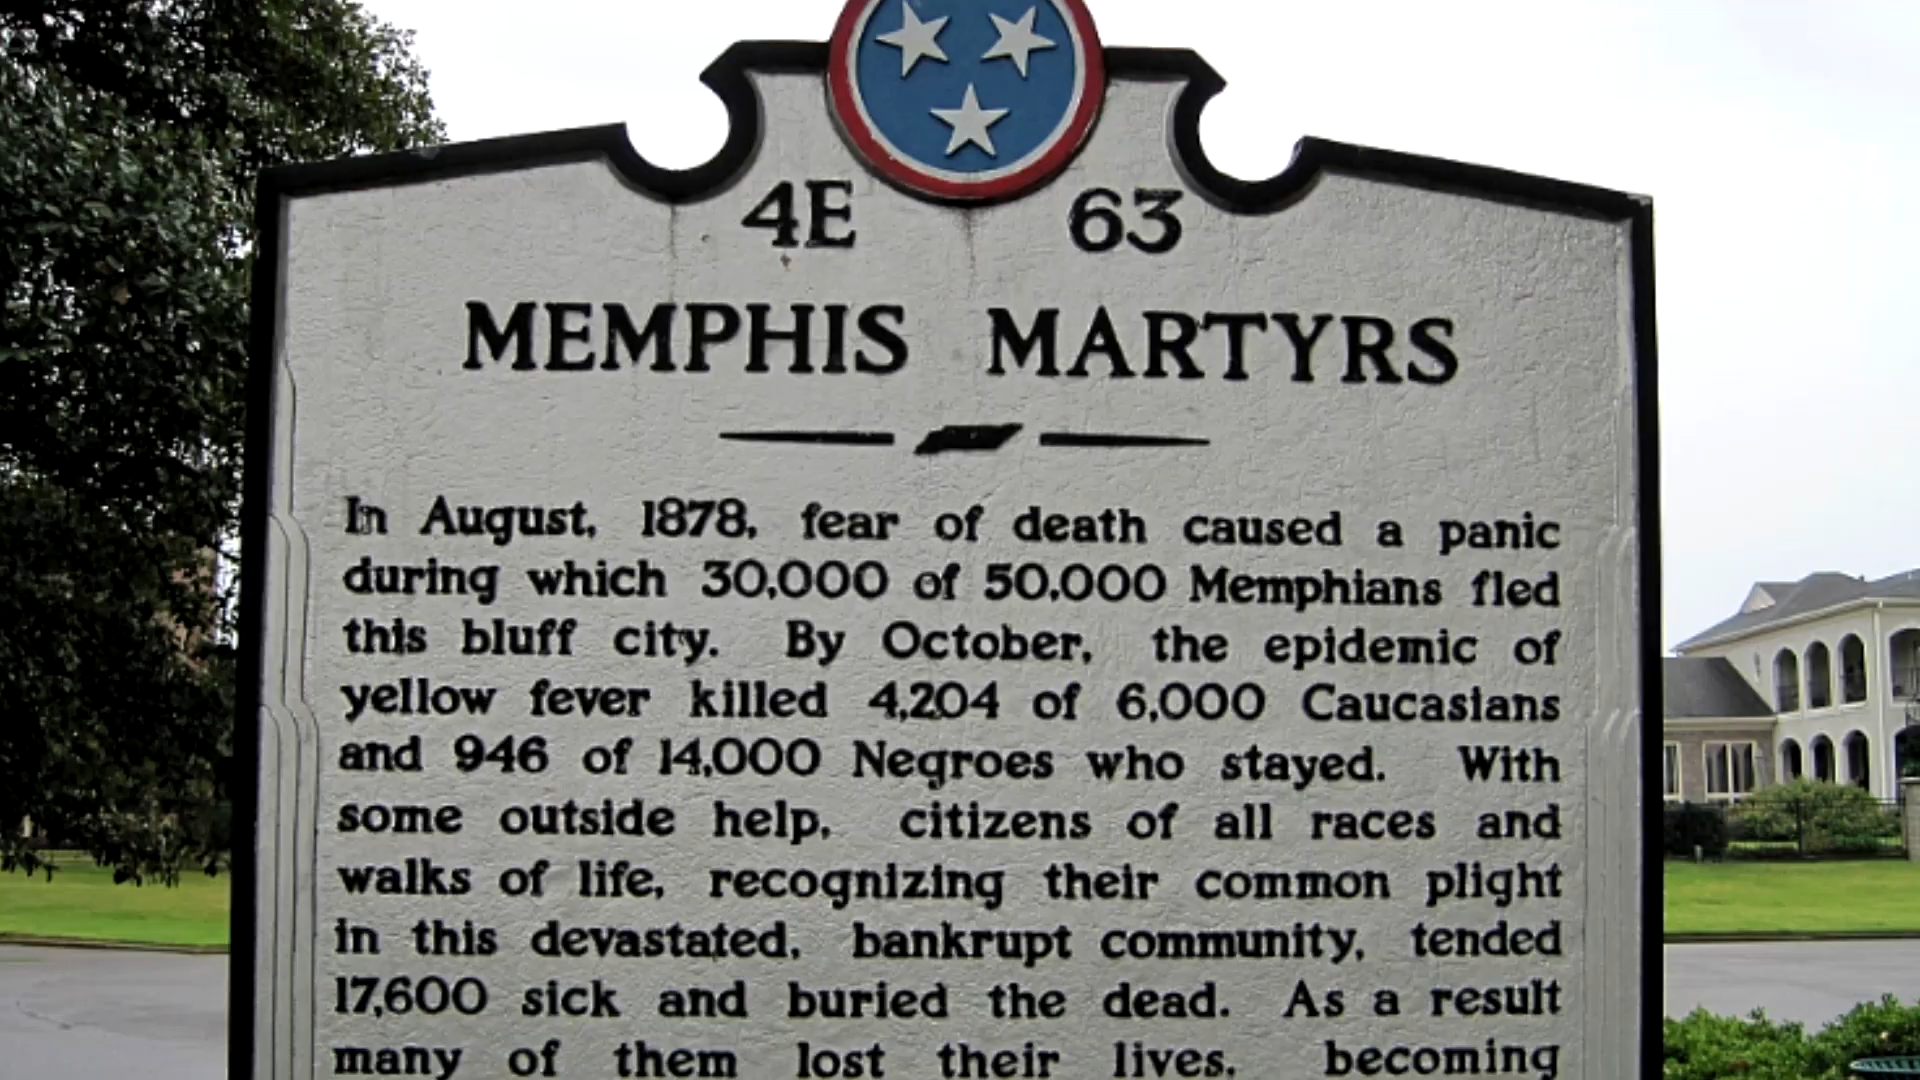 4E 63
MEMPHIS MARTYRS
In August, 1878, fear of death caused a panic
during which 30,000 of 50,000 Memphians fled
this bluff city. By October, the epidemic of
yellow fever killed 4,204 of 6,000 Caucasians
and 946 of 14,000 Negroes who stayed. With
some outside help, citizens of all races and
walks of life, recognizing their common plight
in this devastated, bankrupt community, tended
17,600 sick and buried the dead. As a result
many of them lost their lives, becoming